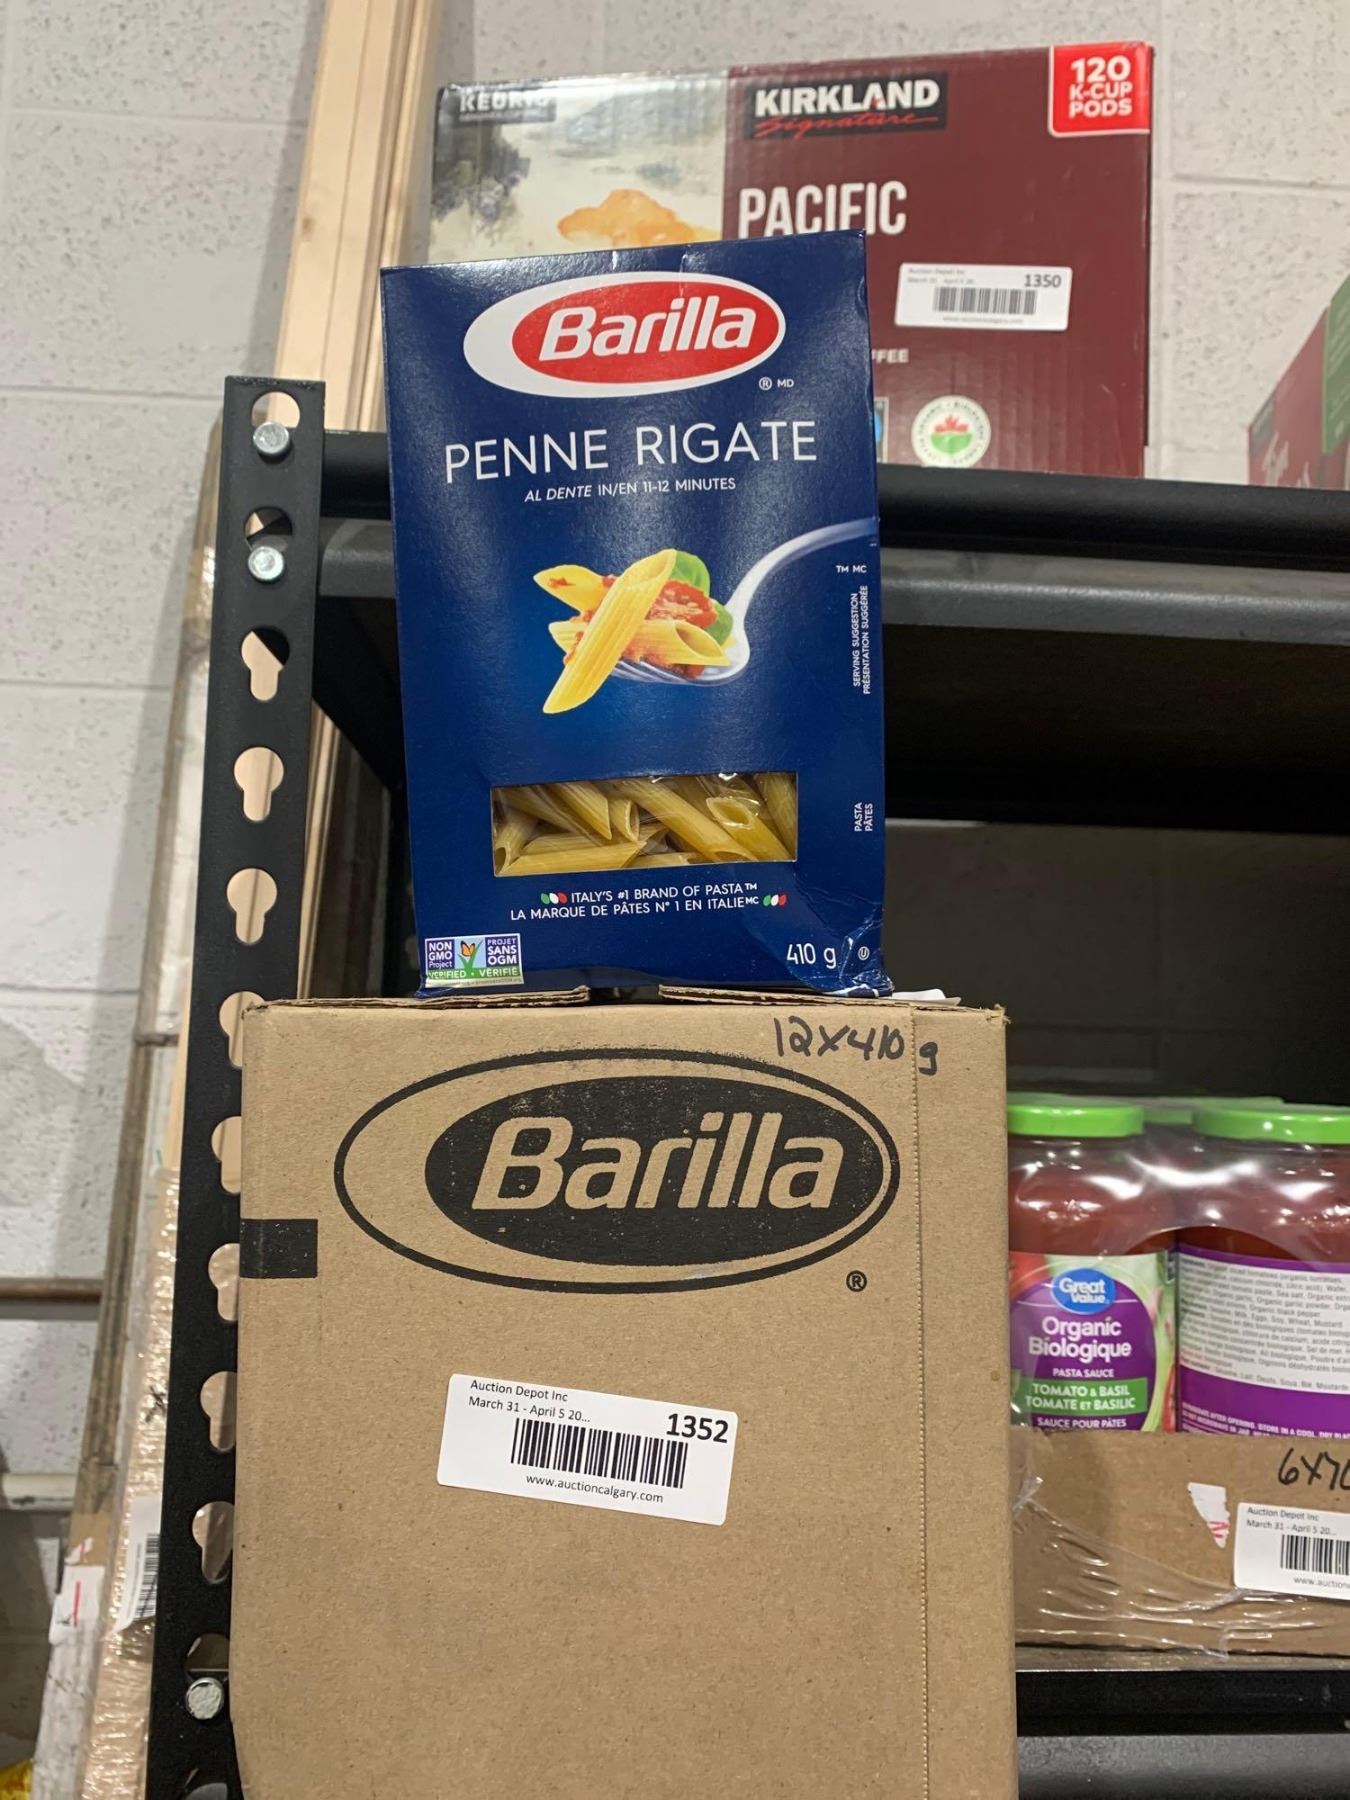 KEURIG
KIRKLAND
Signature
120
K-CUP
PODS
PACIFIC
Auction Depot Inc
1350
Barilla
® MD
PENNE RIGATE
AL DENTE IN/EN 11-12 MINUTES
TM MC
SERVING SUGGESTION
PRÉSENTATION SUGGÉRÉE
PASTA
PÂTES
ITALY'S #1 BRAND OF PASTA™
LA MARQUE DE PÂTES N° 1 EN ITALIE MC
NON
GMO
Project
VERIFIED • VÉRIFIÉ
PROJET
SANS
OGM
410 g
12x410 g
Barilla
®
Auction Depot Inc
March 31 - April 5 20...
1352
www.auctioncalgary.com
Great
Value
Organic
Biologique
PASTA SAUCE
TOMATO & BASIL
TOMATE ET BASILIC
SAUCE POUR PÂTES
Auction Depot Inc
March 31 - April 5 20...